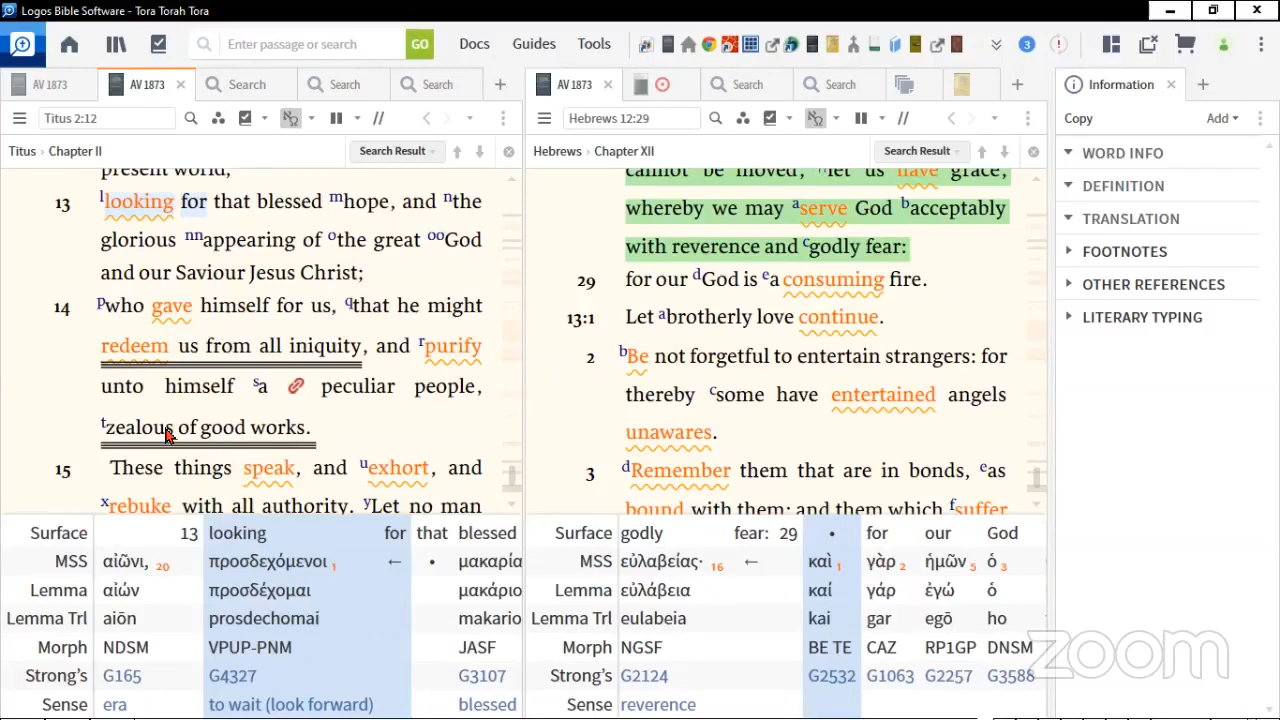 Logos Bible Software - Tora Torah Tora
Enter passage or search GO Docs Guides Tools 3
AV 1873 AV 1873 Search Search Search
Titus 2:12
Titus › Chapter II Search Result
present world,
13 l looking for that blessed m hope, and n the
glorious nn appearing of o the great oo God
and our Saviour Jesus Christ;
14 p who gave himself for us, q that he might
redeem us from all iniquity, and r purify
unto himself s a peculiar people,
t zealous of good works.
15 These things speak, and u exhort, and
x rebuke with all authority. y Let no man
Surface 13 looking for that blessed
MSS αἰῶνι, 20 προσδεχόμενοι 1 ← • μακαρία
Lemma αἰών προσδέχομαι μακάριο
Lemma Trl aiōn prosdechomai makario
Morph NDSM VPUP-PNM JASF
Strong's G165 G4327 G3107
Sense era to wait (look forward) blessed
AV 1873 Search Search
Hebrews 12:29
Hebrews › Chapter XII Search Result
cannot be moved, let us have grace,
whereby we may a serve God b acceptably
with reverence and c godly fear:
29 for our d God is e a consuming fire.
13:1 Let a brotherly love continue.
2 b Be not forgetful to entertain strangers: for
thereby c some have entertained angels
unawares.
3 d Remember them that are in bonds, e as
bound with them; and them which f suffer
Surface godly fear: 29 • for our God
MSS εὐλαβείας· 16 ← καὶ 1 γὰρ 2 ἡμῶν 5 ὁ 3
Lemma εὐλάβεια καί γάρ ἐγώ ὁ
Lemma Trl eulabeia kai gar egō ho
Morph NGSF BE TE CAZ RP1GP DNSM
Strong's G2124 G2532 G1063 G2257 G3588
Sense reverence
Information
Copy Add
WORD INFO
DEFINITION
TRANSLATION
FOOTNOTES
OTHER REFERENCES
LITERARY TYPING
zoom